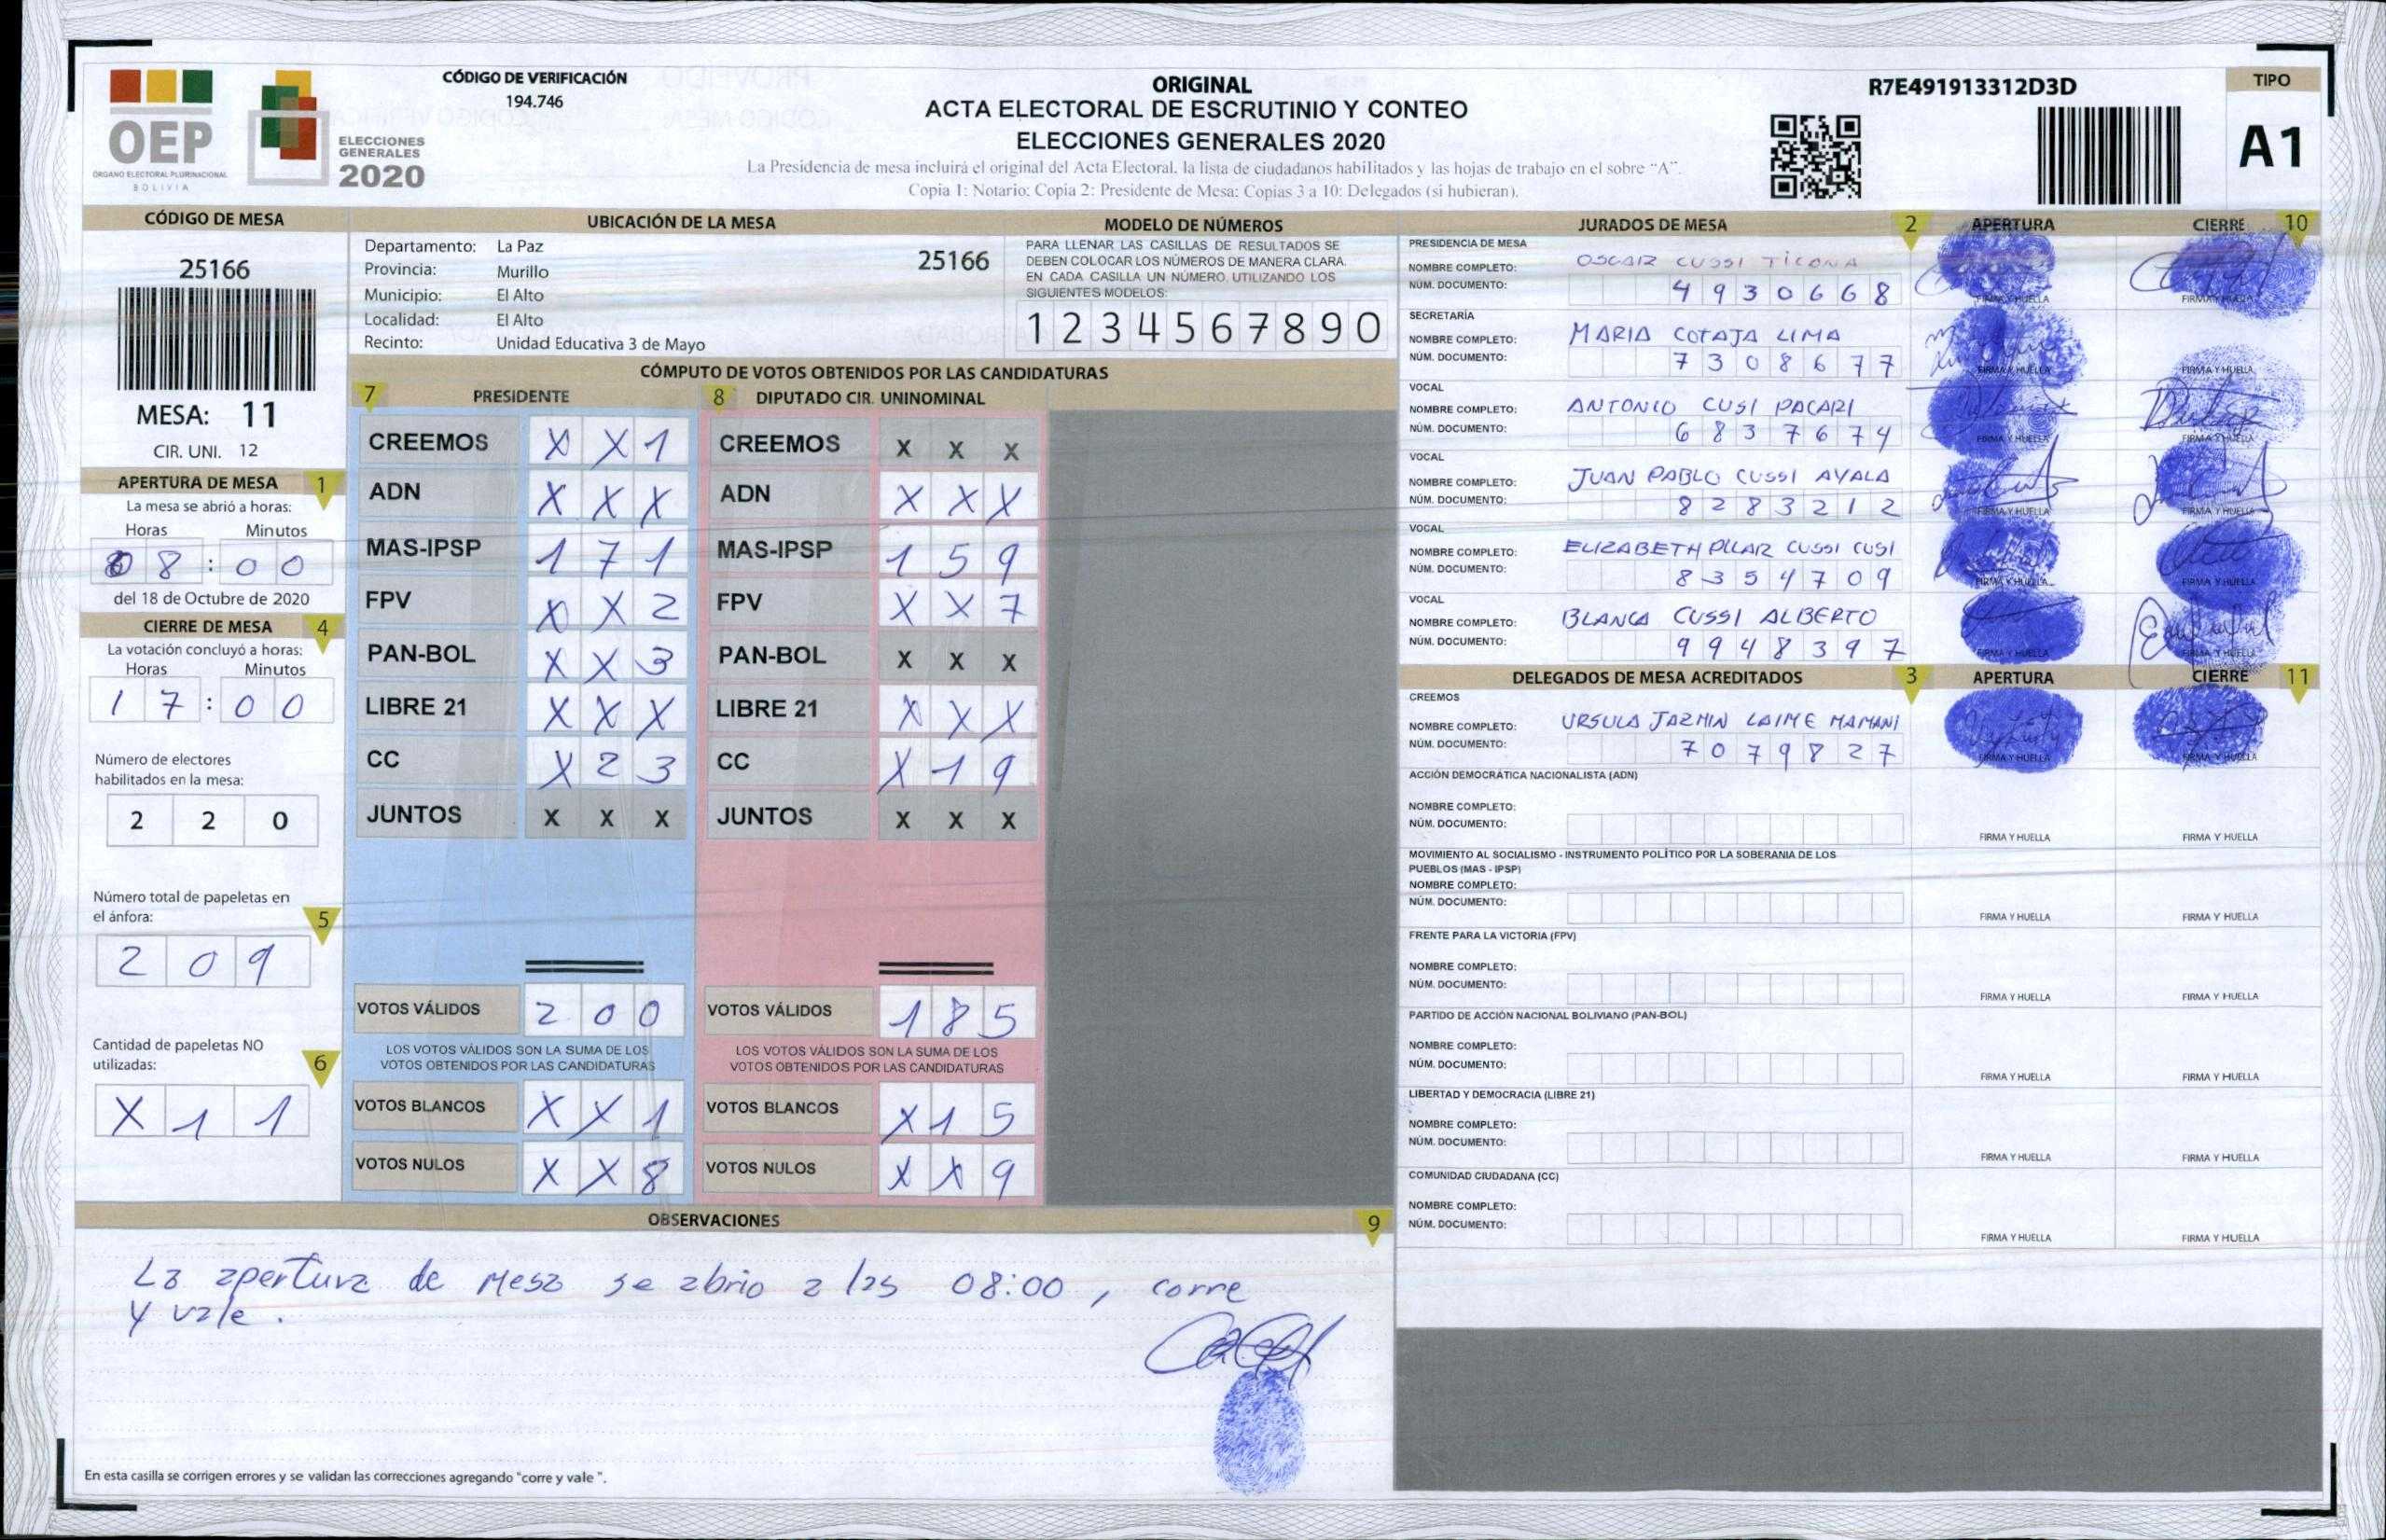 OEP
ÓRGANO ELECTORAL PLURINACIONAL
BOLIVIA
ELECCIONES
GENERALES
2020
CÓDIGO DE VERIFICACIÓN
194.746
ORIGINAL
ACTA ELECTORAL DE ESCRUTINIO Y CONTEO
ELECCIONES GENERALES 2020
La Presidencia de mesa incluirá el original del Acta Electoral, la lista de ciudadanos habilitados y las hojas de trabajo en el sobre "A".
Copia 1: Notario; Copia 2: Presidente de Mesa; Copias 3 a 10: Delegados (si hubieran).
R7E491913312D3D
TIPO
A1
CÓDIGO DE MESA
25166
MESA: 11
CIR. UNI. 12
APERTURA DE MESA 1
La mesa se abrió a horas:
Horas Minutos
08:00
del 18 de Octubre de 2020
CIERRE DE MESA 4
La votación concluyó a horas:
Horas Minutos
17:00
Número de electores
habilitados en la mesa:
2 2 0
Número total de papeletas en
el ánfora:
5
2 0 9
Cantidad de papeletas NO
utilizadas:
6
X 1 1
UBICACIÓN DE LA MESA
Departamento: La Paz
25166
Provincia: Murillo
Municipio: El Alto
Localidad: El Alto
Recinto: Unidad Educativa 3 de Mayo
MODELO DE NÚMEROS
PARA LLENAR LAS CASILLAS DE RESULTADOS SE
DEBEN COLOCAR LOS NÚMEROS DE MANERA CLARA.
EN CADA CASILLA UN NÚMERO, UTILIZANDO LOS
SIGUIENTES MODELOS:
1 2 3 4 5 6 7 8 9 0
CÓMPUTO DE VOTOS OBTENIDOS POR LAS CANDIDATURAS
7 PRESIDENTE 8 DIPUTADO CIR. UNINOMINAL
CREEMOS X X 1 CREEMOS X X X
ADN X X X ADN X X X
MAS-IPSP 1 7 1 MAS-IPSP 1 5 9
FPV X X 2 FPV X X 7
PAN-BOL X X 3 PAN-BOL X X X
LIBRE 21 X X X LIBRE 21 X X X
CC X 2 3 CC X 1 9
JUNTOS X X X JUNTOS X X X
VOTOS VÁLIDOS 2 0 0 VOTOS VÁLIDOS 1 8 5
LOS VOTOS VÁLIDOS SON LA SUMA DE LOS LOS VOTOS VÁLIDOS SON LA SUMA DE LOS
VOTOS OBTENIDOS POR LAS CANDIDATURAS VOTOS OBTENIDOS POR LAS CANDIDATURAS
VOTOS BLANCOS X X 1 VOTOS BLANCOS X 1 5
VOTOS NULOS X X 8 VOTOS NULOS X X 9
OBSERVACIONES 9
La apertura de Mesa se abrio a las 08:00, corre
y vale.
En esta casilla se corrigen errores y se validan las correcciones agregando "corre y vale".
JURADOS DE MESA 2 APERTURA CIERRE 10
PRESIDENCIA DE MESA
NOMBRE COMPLETO: OSCAR CUSSI TICONA
NÚM. DOCUMENTO: 4930668
FIRMA Y HUELLA FIRMA Y HUELLA
SECRETARÍA
NOMBRE COMPLETO: MARIA COTAJA LIMA
NÚM. DOCUMENTO: 7308677
FIRMA Y HUELLA FIRMA Y HUELLA
VOCAL
NOMBRE COMPLETO: ANTONIO CUSI PACARI
NÚM. DOCUMENTO: 6837674
FIRMA Y HUELLA FIRMA Y HUELLA
VOCAL
NOMBRE COMPLETO: JUAN PABLO CUSSI AYALA
NÚM. DOCUMENTO: 8283212
FIRMA Y HUELLA FIRMA Y HUELLA
VOCAL
NOMBRE COMPLETO: ELIZABETH PILAR CUSSI CUSI
NÚM. DOCUMENTO: 8354709
FIRMA Y HUELLA FIRMA Y HUELLA
VOCAL
NOMBRE COMPLETO: BLANCA CUSSI ALBERTO
NÚM. DOCUMENTO: 9948397
FIRMA Y HUELLA FIRMA Y HUELLA
DELEGADOS DE MESA ACREDITADOS 3 APERTURA CIERRE 11
CREEMOS
NOMBRE COMPLETO: URSULA JAZMIN LAIME MAMANI
NÚM. DOCUMENTO: 7079827
FIRMA Y HUELLA FIRMA Y HUELLA
ACCIÓN DEMOCRÁTICA NACIONALISTA (ADN)
NOMBRE COMPLETO:
NÚM. DOCUMENTO:
FIRMA Y HUELLA FIRMA Y HUELLA
MOVIMIENTO AL SOCIALISMO - INSTRUMENTO POLÍTICO POR LA SOBERANIA DE LOS
PUEBLOS (MAS - IPSP)
NOMBRE COMPLETO:
NÚM. DOCUMENTO:
FIRMA Y HUELLA FIRMA Y HUELLA
FRENTE PARA LA VICTORIA (FPV)
NOMBRE COMPLETO:
NÚM. DOCUMENTO:
FIRMA Y HUELLA FIRMA Y HUELLA
PARTIDO DE ACCIÓN NACIONAL BOLIVIANO (PAN-BOL)
NOMBRE COMPLETO:
NÚM. DOCUMENTO:
FIRMA Y HUELLA FIRMA Y HUELLA
LIBERTAD Y DEMOCRACIA (LIBRE 21)
NOMBRE COMPLETO:
NÚM. DOCUMENTO:
FIRMA Y HUELLA FIRMA Y HUELLA
COMUNIDAD CIUDADANA (CC)
NOMBRE COMPLETO:
NÚM. DOCUMENTO:
FIRMA Y HUELLA FIRMA Y HUELLA